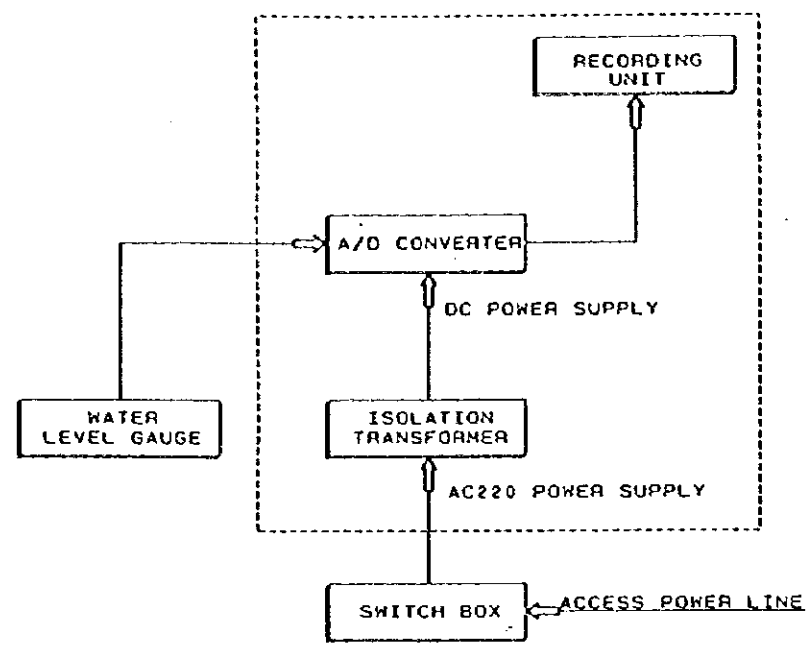 RECORDING
UNIT
A/D CONVERTER
DC POWER SUPPLY
WATER
LEVEL GAUGE
ISOLATION
TRANSFORMER
AC220 POWER SUPPLY
SWITCH BOX
ACCESS POWER LINE